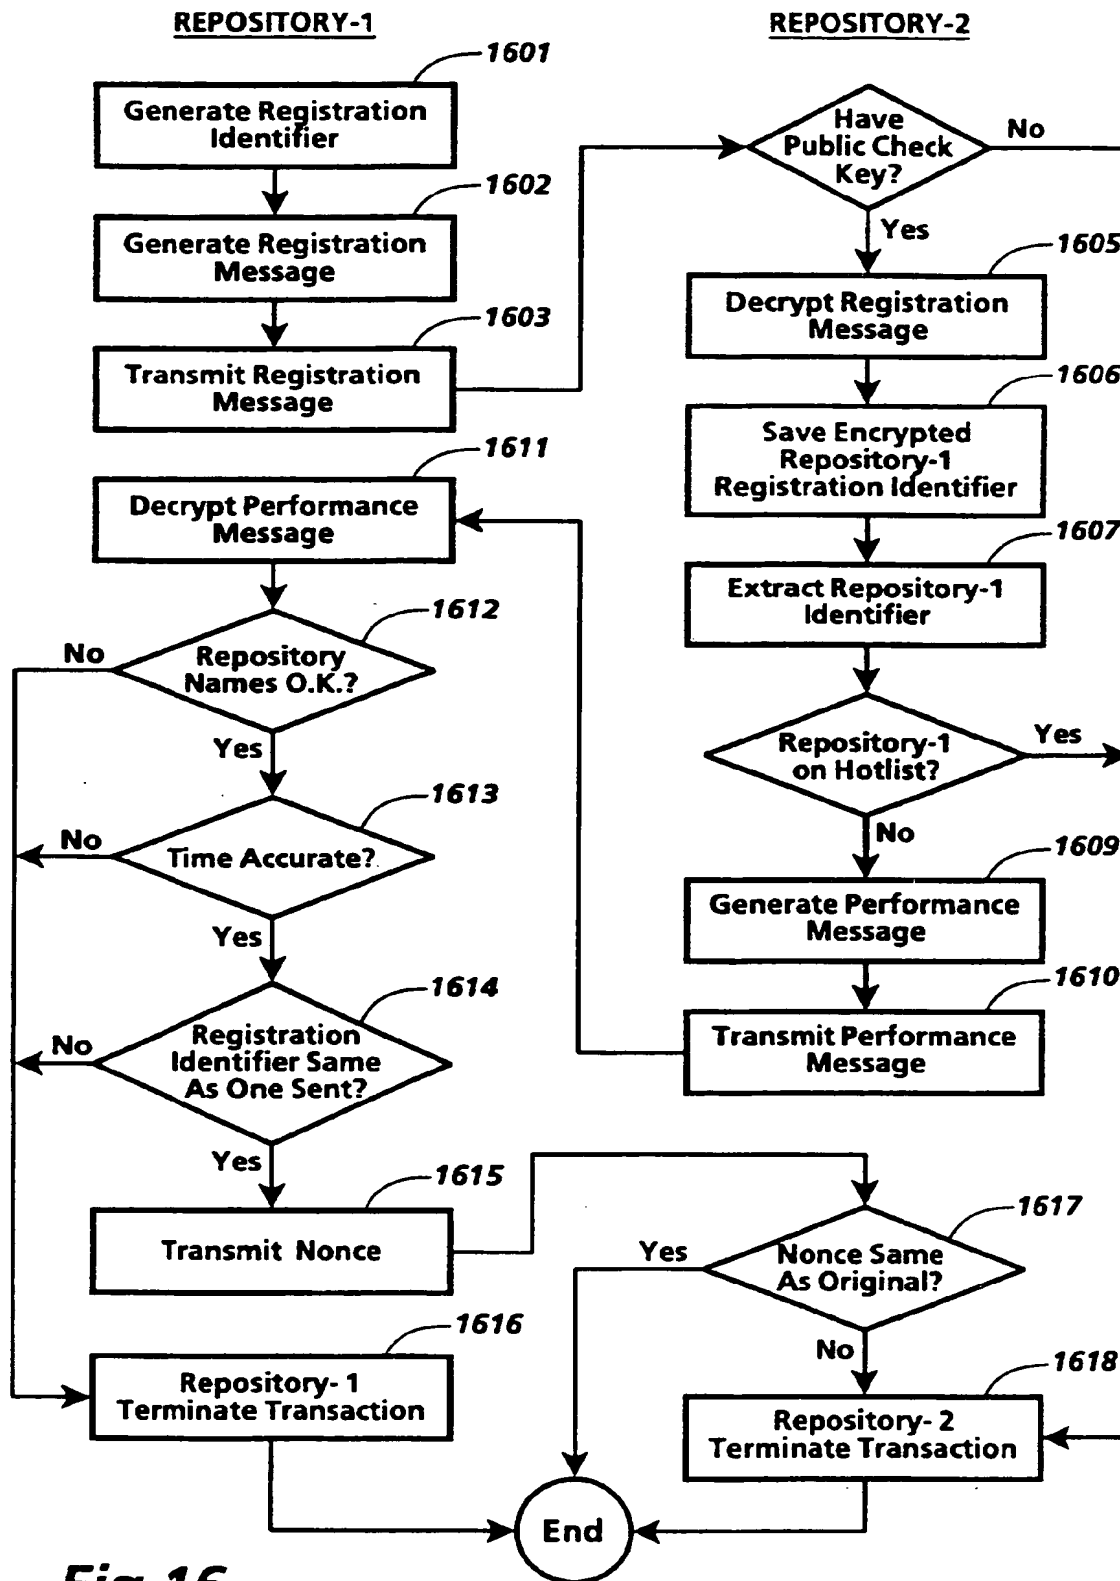 REPOSITORY-1
1601
Generate Registration
Identifier
1602
Generate Registration
Message
1603
Transmit Registration
Message
1611
Decrypt Performance
Message
1612
No
Repository
Names O.K.?
Yes
1613
No
Time Accurate?
Yes
1614
No
Registration
Identifier Same
As One Sent?
Yes
1615
Transmit Nonce
1616
Repository- 1
Terminate Transaction
REPOSITORY-2
Have
Public Check
Key?
No
Yes
1605
Decrypt Registration
Message
1606
Save Encrypted
Repository-1
Registration Identifier
1607
Extract Repository-1
Identifier
Repository-1
on Hotlist?
Yes
No
1609
Generate Performance
Message
1610
Transmit Performance
Message
1617
Yes
Nonce Same
As Original?
No
1618
Repository- 2
Terminate Transaction
End
Fig 16